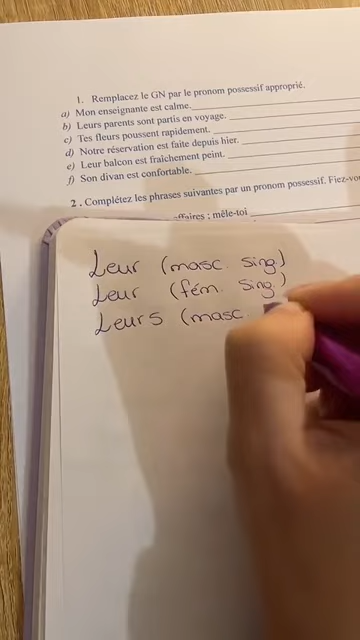 1. Remplacez le GN par le pronom possessif approprié.
a) Mon enseignante est calme.
b) Leurs parents sont partis en voyage.
c) Tes fleurs poussent rapidement.
d) Notre réservation est faite depuis hier.
e) Leur balcon est fraîchement peint.
f) Son divan est confortable.
2. Complétez les phrases suivantes par un pronom possessif.
mêle-toi
Leur (masc. sing.)
Leur (fém. sing.)
Leurs (masc.